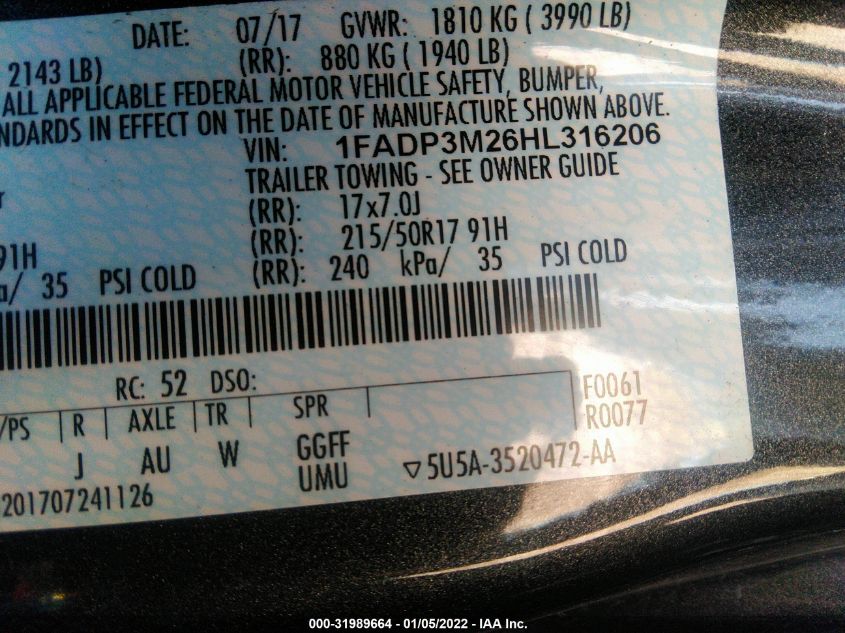 DATE: 07/17 GVWR: 1810 KG ( 3990 LB)
2143 LB) (RR): 880 KG ( 1940 LB)
ALL APPLICABLE FEDERAL MOTOR VEHICLE SAFETY, BUMPER,
NDARDS IN EFFECT ON THE DATE OF MANUFACTURE SHOWN ABOVE.
VIN: 1FADP3M26HL316206
TRAILER TOWING - SEE OWNER GUIDE
(RR): 17x7.0J
91H (RR): 215/50R17 91H
a/ 35 PSI COLD (RR): 240 kPa/ 35 PSI COLD
RC: 52 DSO:
F0061
/PS R AXLE TR SPR R0077
J AU W GGFF
UMU 5U5A-3520472-AA
201707241126
000-31989664 - 01/05/2022 - IAA Inc.